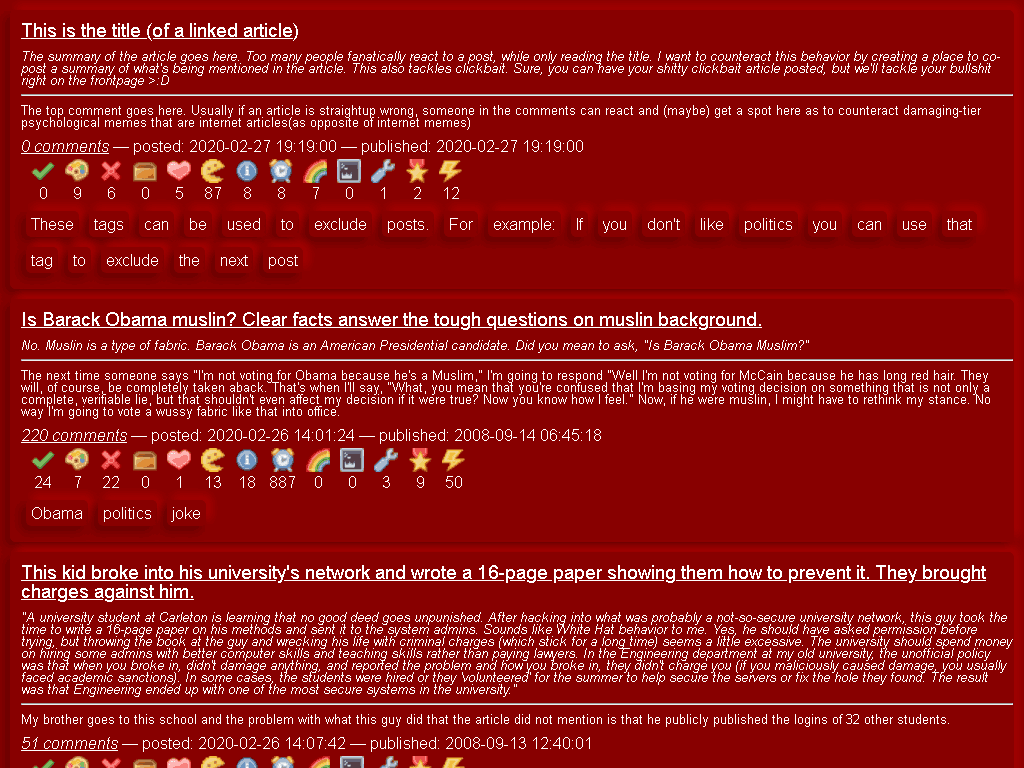 This is the title (of a linked article)
The summary of the article goes here. Too many people fanatically react to a post, while only reading the title. I want to counteract this behavior by creating a place to co-
post a summary of what's being mentioned in the article. This also tackles clickbait. Sure, you can have your shitty clickbait article posted, but we'll tackle your bullshit
right on the frontpage >:D
The top comment goes here. Usually if an article is straightup wrong, someone in the comments can react and (maybe) get a spot here as to counteract damaging-tier
psychological memes that are internet articles(as opposite of internet memes)
0 comments — posted: 2020-02-27 19:19:00 — published: 2020-02-27 19:19:00
0 9 6 0 5 87 8 8 7 0 1 2 12
These tags can be used to exclude posts. For example: If you don't like politics you can use that
tag to exclude the next post
Is Barack Obama muslin? Clear facts answer the tough questions on muslin background.
No. Muslin is a type of fabric. Barack Obama is an American Presidential candidate. Did you mean to ask, "Is Barack Obama Muslim?"
The next time someone says "I'm not voting for Obama because he's a Muslim," I'm going to respond "Well I'm not voting for McCain because he has long red hair. They
will, of course, be completely taken aback. That's when I'll say, "What, you mean that you're confused that I'm basing my voting decision on something that is not only a
complete, verifiable lie, but that shouldn't even affect my decision if it were true? Now you know how I feel." Now, if he were muslin, I might have to rethink my stance. No
way I'm going to vote a wussy fabric like that into office.
220 comments — posted: 2020-02-26 14:01:24 — published: 2008-09-14 06:45:18
24 7 22 0 1 13 18 887 0 0 3 9 50
Obama politics joke
This kid broke into his university's network and wrote a 16-page paper showing them how to prevent it. They brought
charges against him.
"A university student at Carleton is learning that no good deed goes unpunished. After hacking into what was probably a not-so-secure university network, this guy took the
time to write a 16-page paper on his methods and sent it to the system admins. Sounds like White Hat behavior to me. Yes, he should have asked permission before
trying, but throwing the book at the guy and wrecking his life with criminal charges (which stick for a long time) seems a little excessive. The university should spend money
on hiring some admins with better computer skills and teaching skills rather than paying lawyers. In the Engineering department at my old university, the unofficial policy
was that when you broke in, didn't damage anything, and reported the problem and how you broke in, they didn't charge you (if you maliciously caused damage, you usually
faced academic sanctions). In some cases, the students were hired or they 'volunteered' for the summer to help secure the servers or fix the hole they found. The result
was that Engineering ended up with one of the most secure systems in the university."
My brother goes to this school and the problem with what this guy did that the article did not mention is that he publicly published the logins of 32 other students.
51 comments — posted: 2020-02-26 14:07:42 — published: 2008-09-13 12:40:01